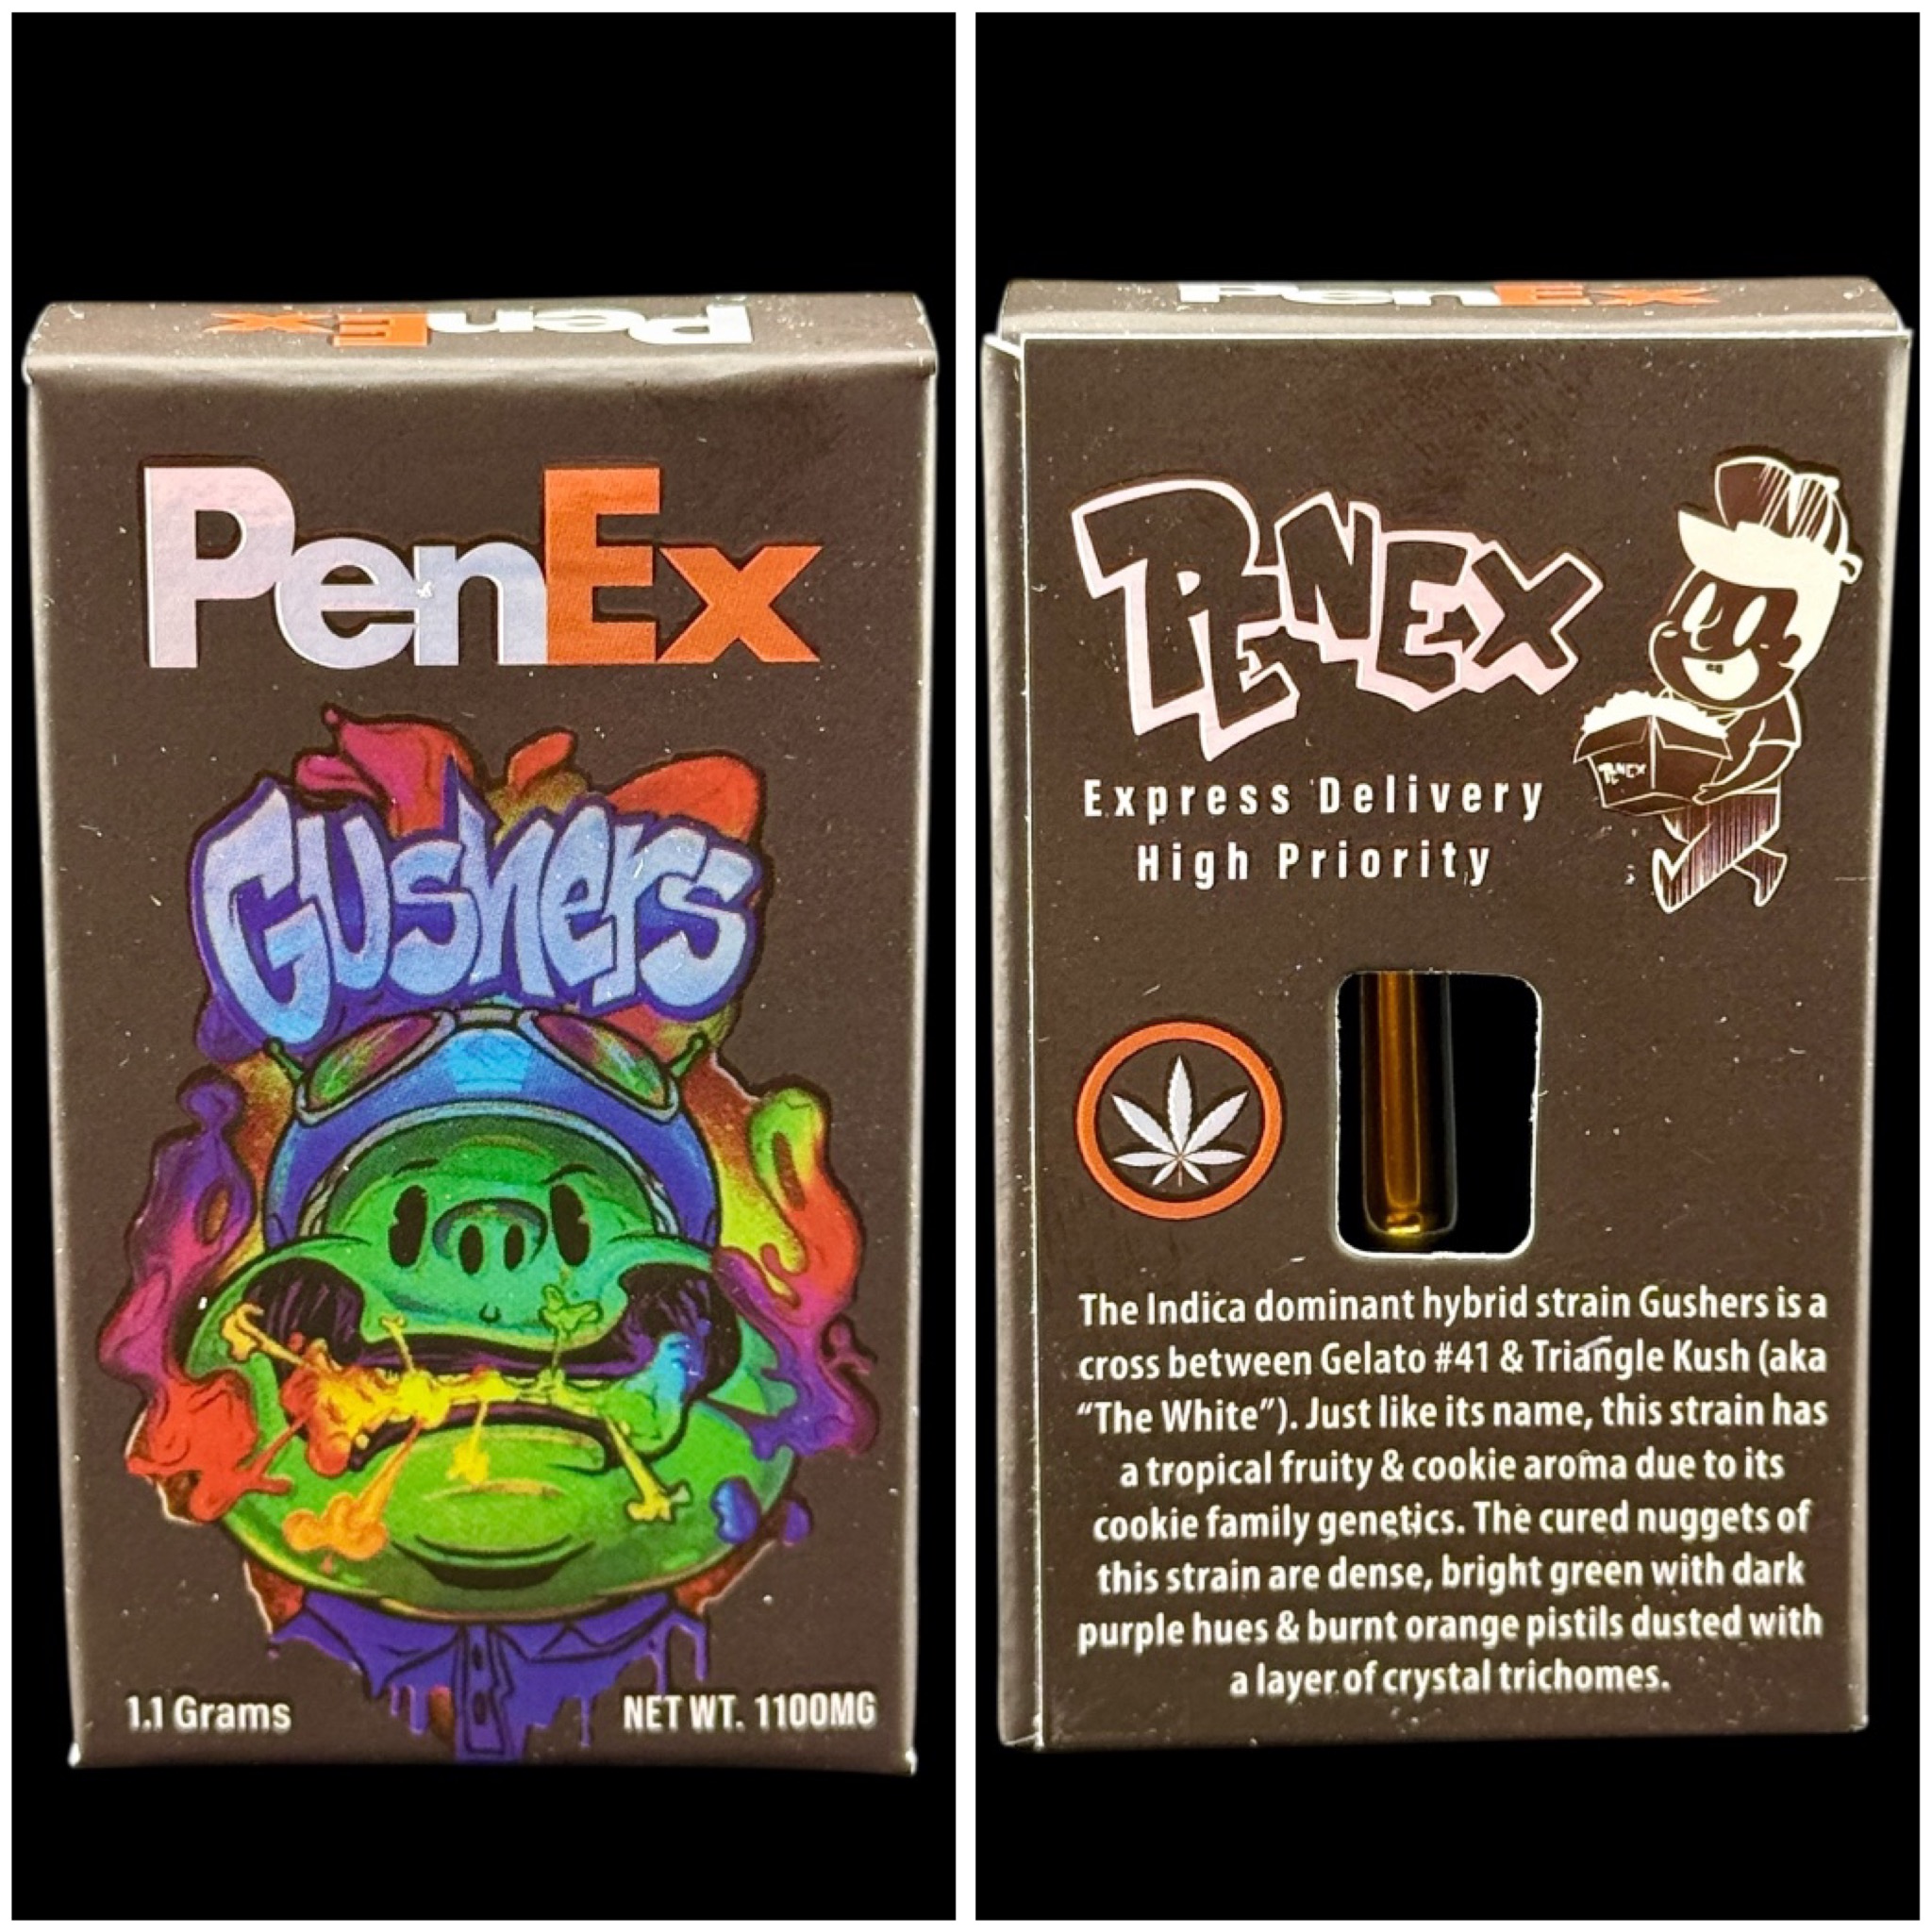 PenEx
PenEx
Gushers
1.1 Grams
NET WT. 1100MG
PenEx
PENEX
PENEX
Express Delivery
High Priority
The Indica dominant hybrid strain Gushers is a
cross between Gelato #41 & Triangle Kush (aka
“The White”). Just like its name, this strain has
a tropical fruity & cookie aroma due to its
cookie family genetics. The cured nuggets of
this strain are dense, bright green with dark
purple hues & burnt orange pistils dusted with
a layer of crystal trichomes.